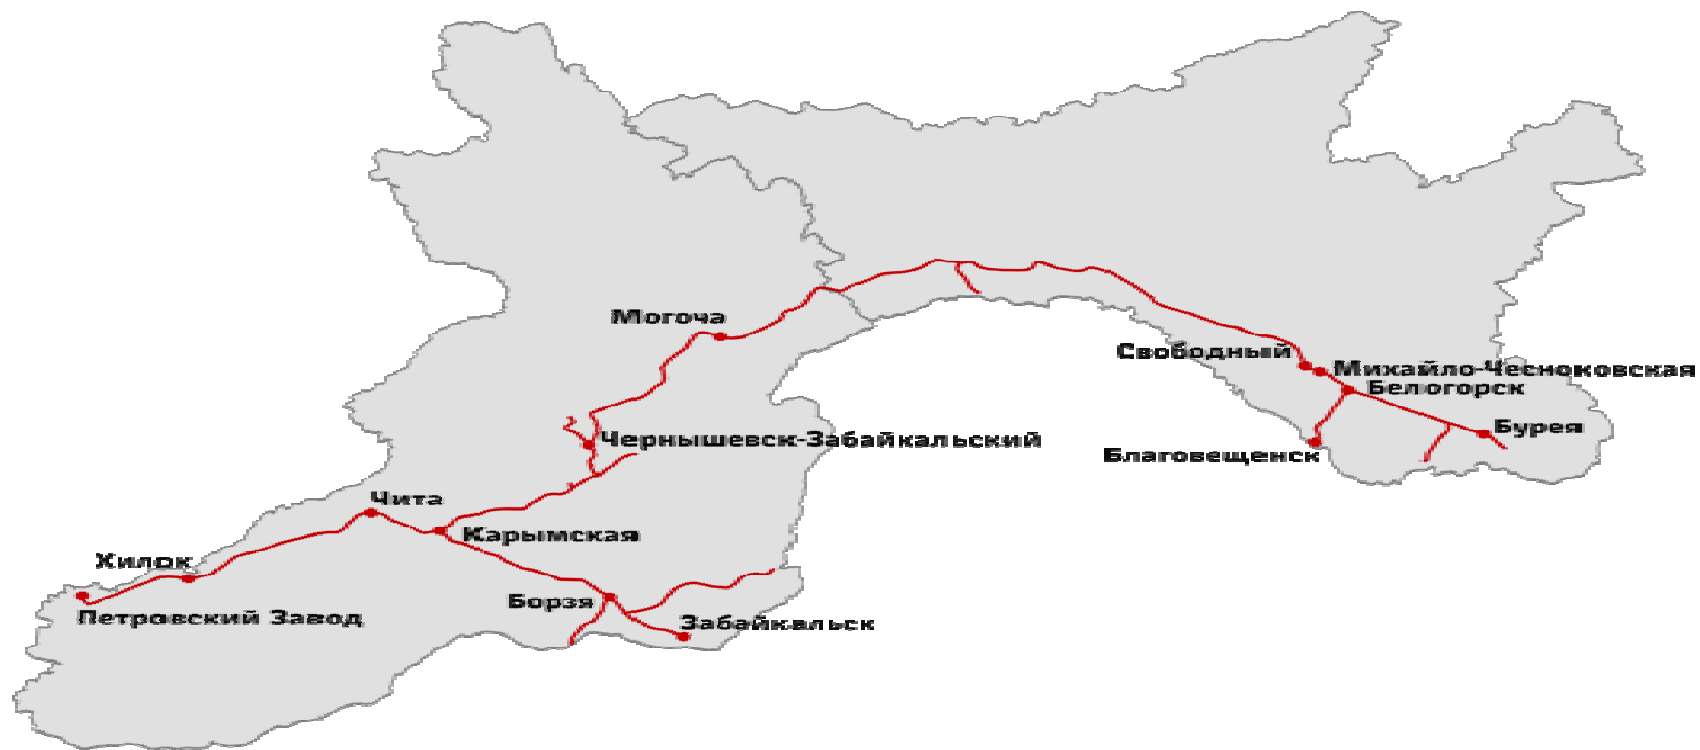 Могоча
Свободный
Михайло-Чесноковская
Белогорск
Бурея
Чернышевск-Забайкальский
Благовещенск
Чита
Карымская
Хилок
Борзя
Петровский Завод
Забайкальск